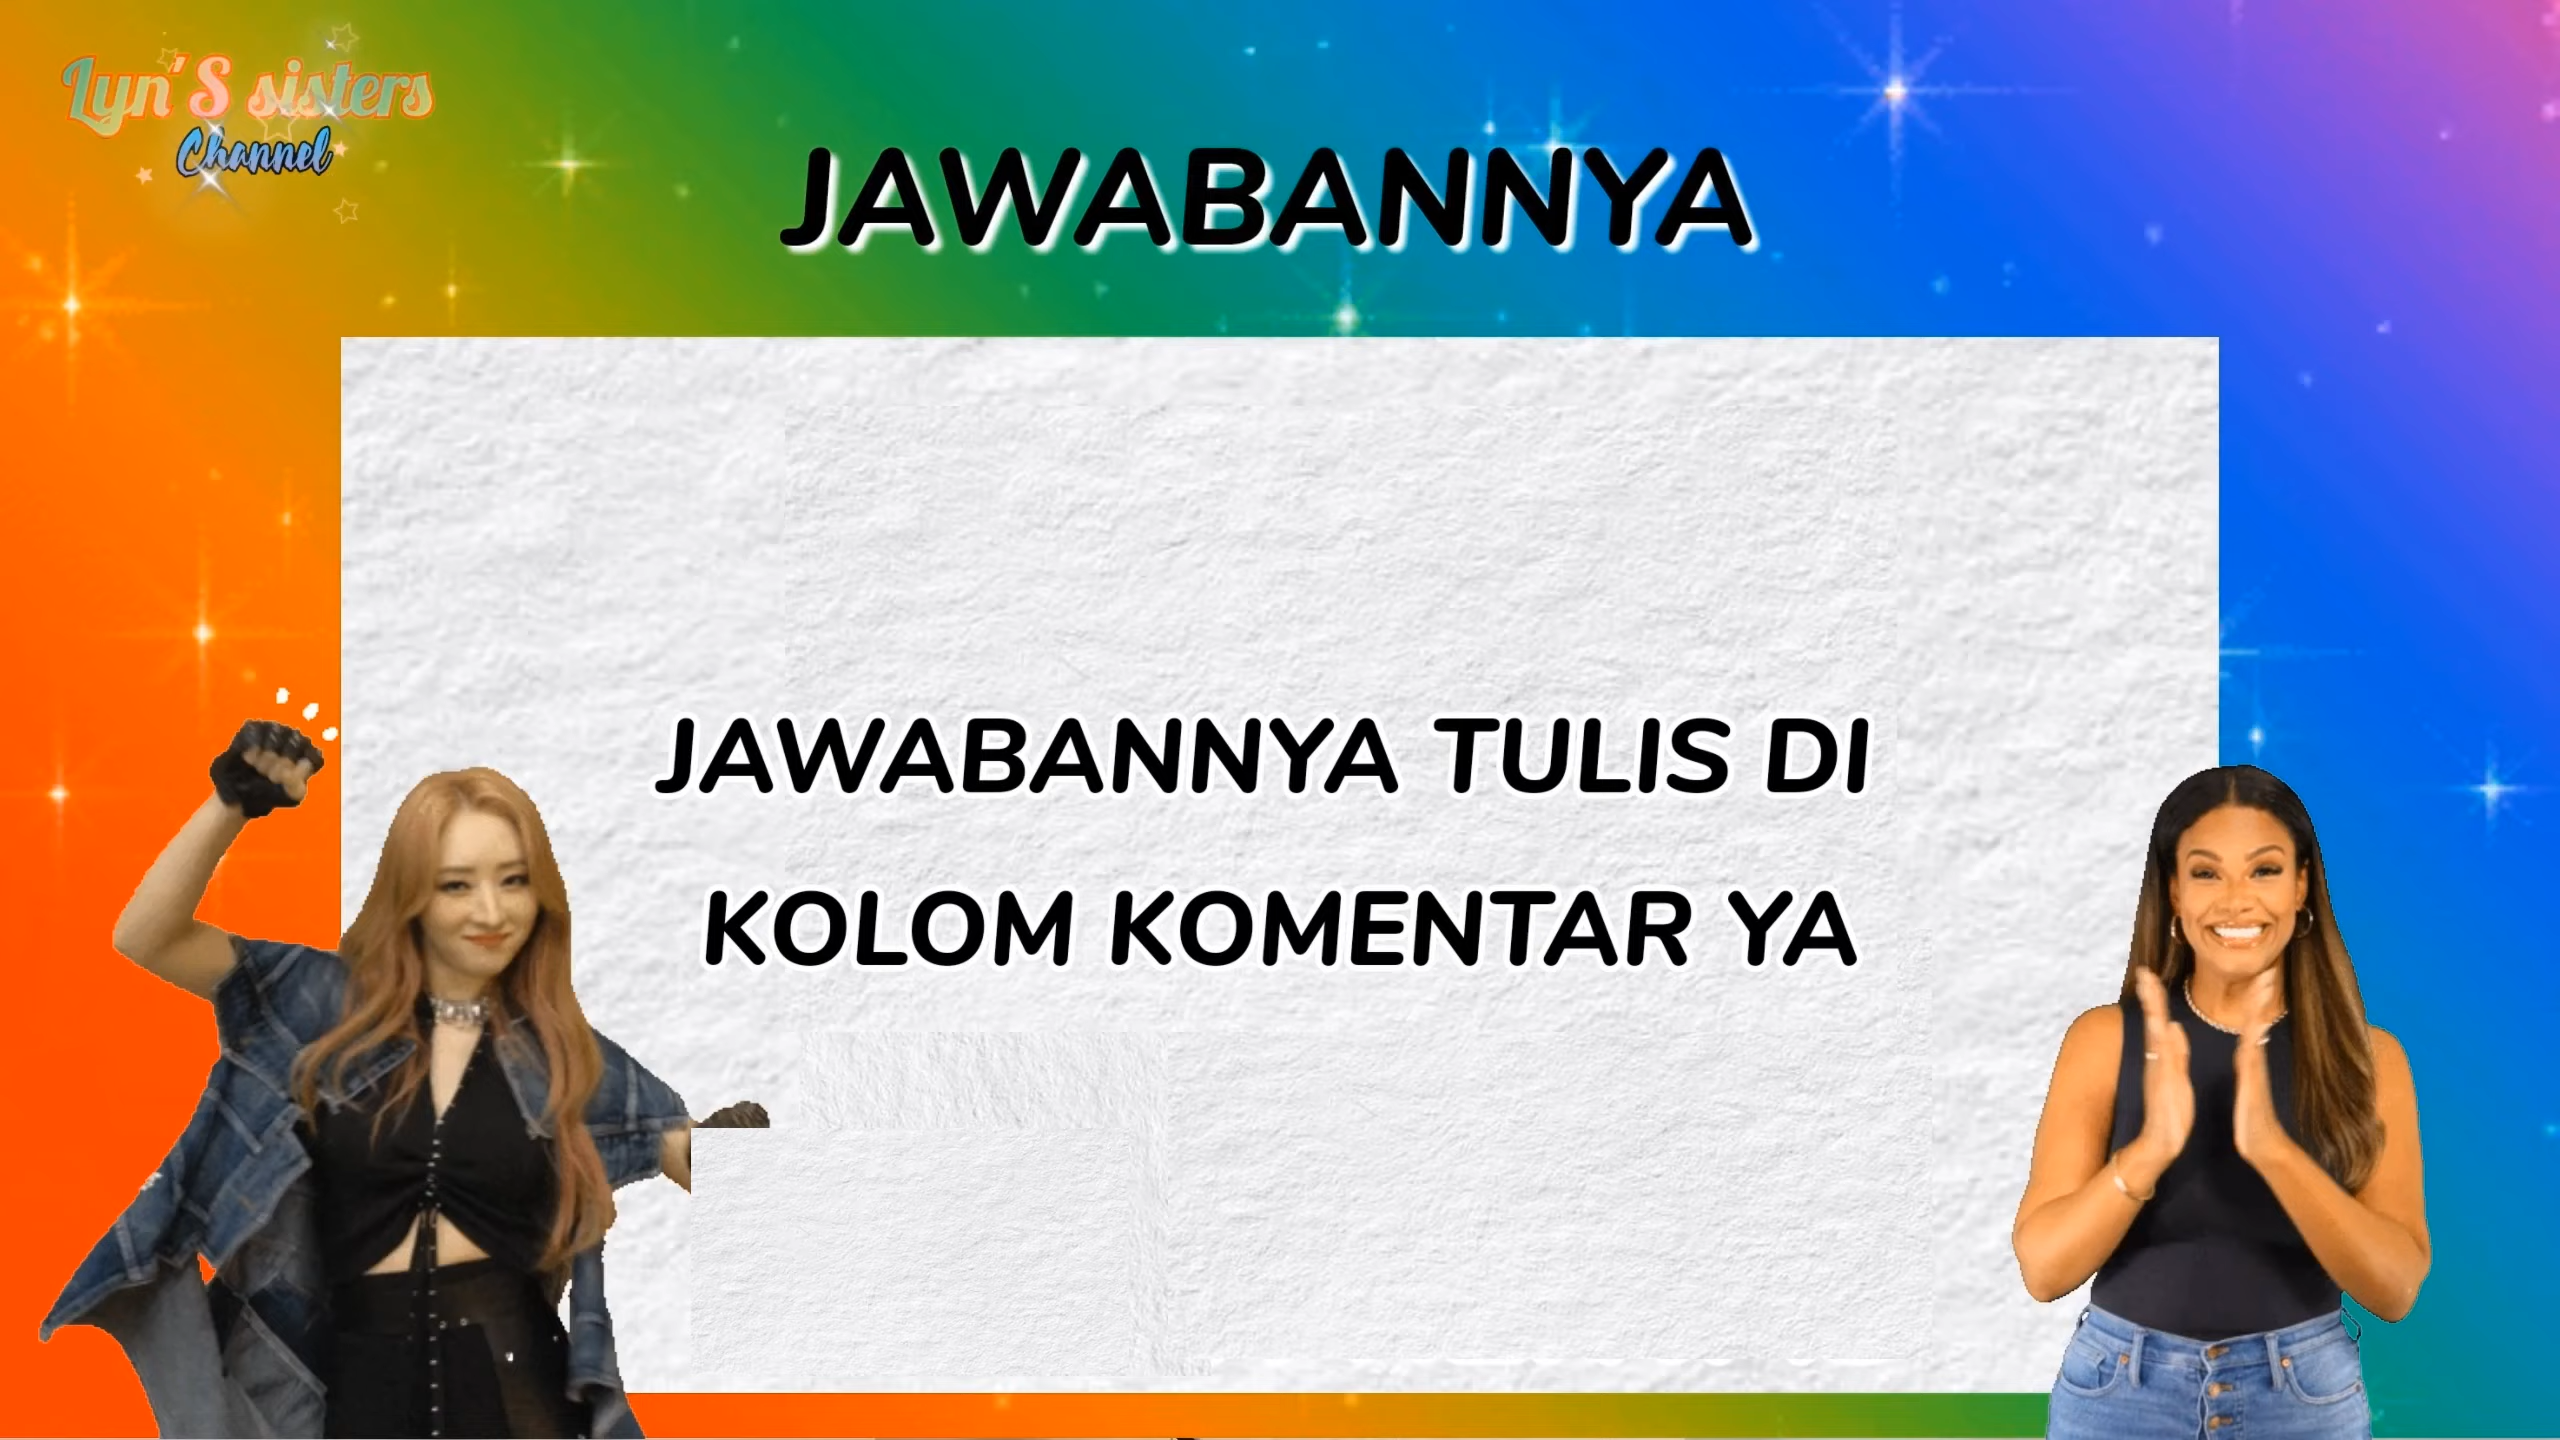 Lyn'S sisters
Channel
JAWABANNYA
JAWABANNYA TULIS DI
KOLOM KOMENTAR YA